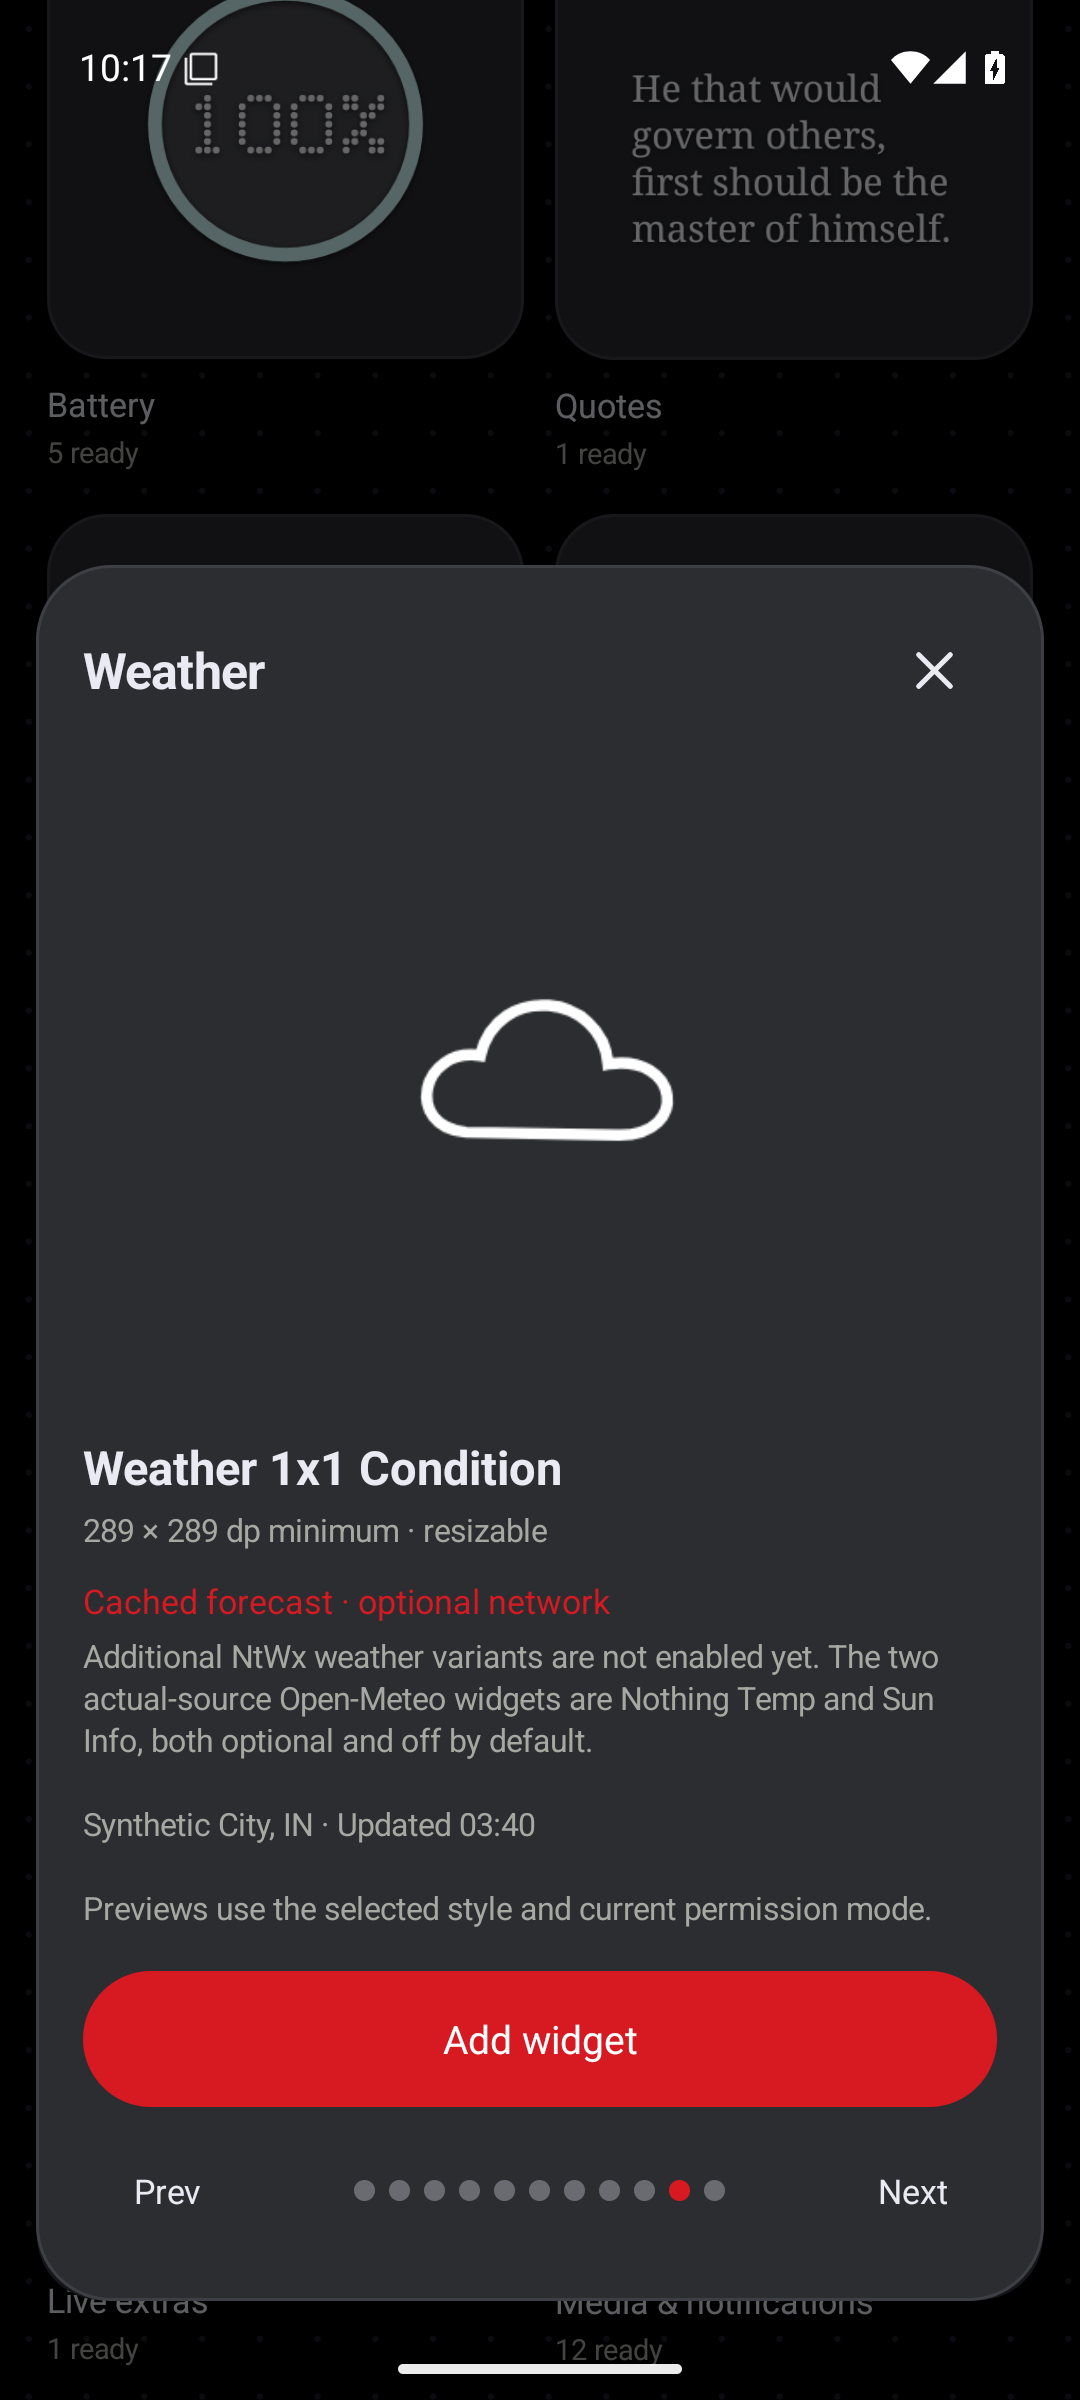 10:17
100%
He that would
govern others,
first should be the
master of himself.
Battery
5 ready
Quotes
1 ready
Weather
Weather 1x1 Condition
289 × 289 dp minimum · resizable
Cached forecast · optional network
Additional NtWx weather variants are not enabled yet. The two
actual-source Open-Meteo widgets are Nothing Temp and Sun
Info, both optional and off by default.
Synthetic City, IN · Updated 03:40
Previews use the selected style and current permission mode.
Add widget
Prev
Next
Live extras
1 ready
Media & notifications
12 ready